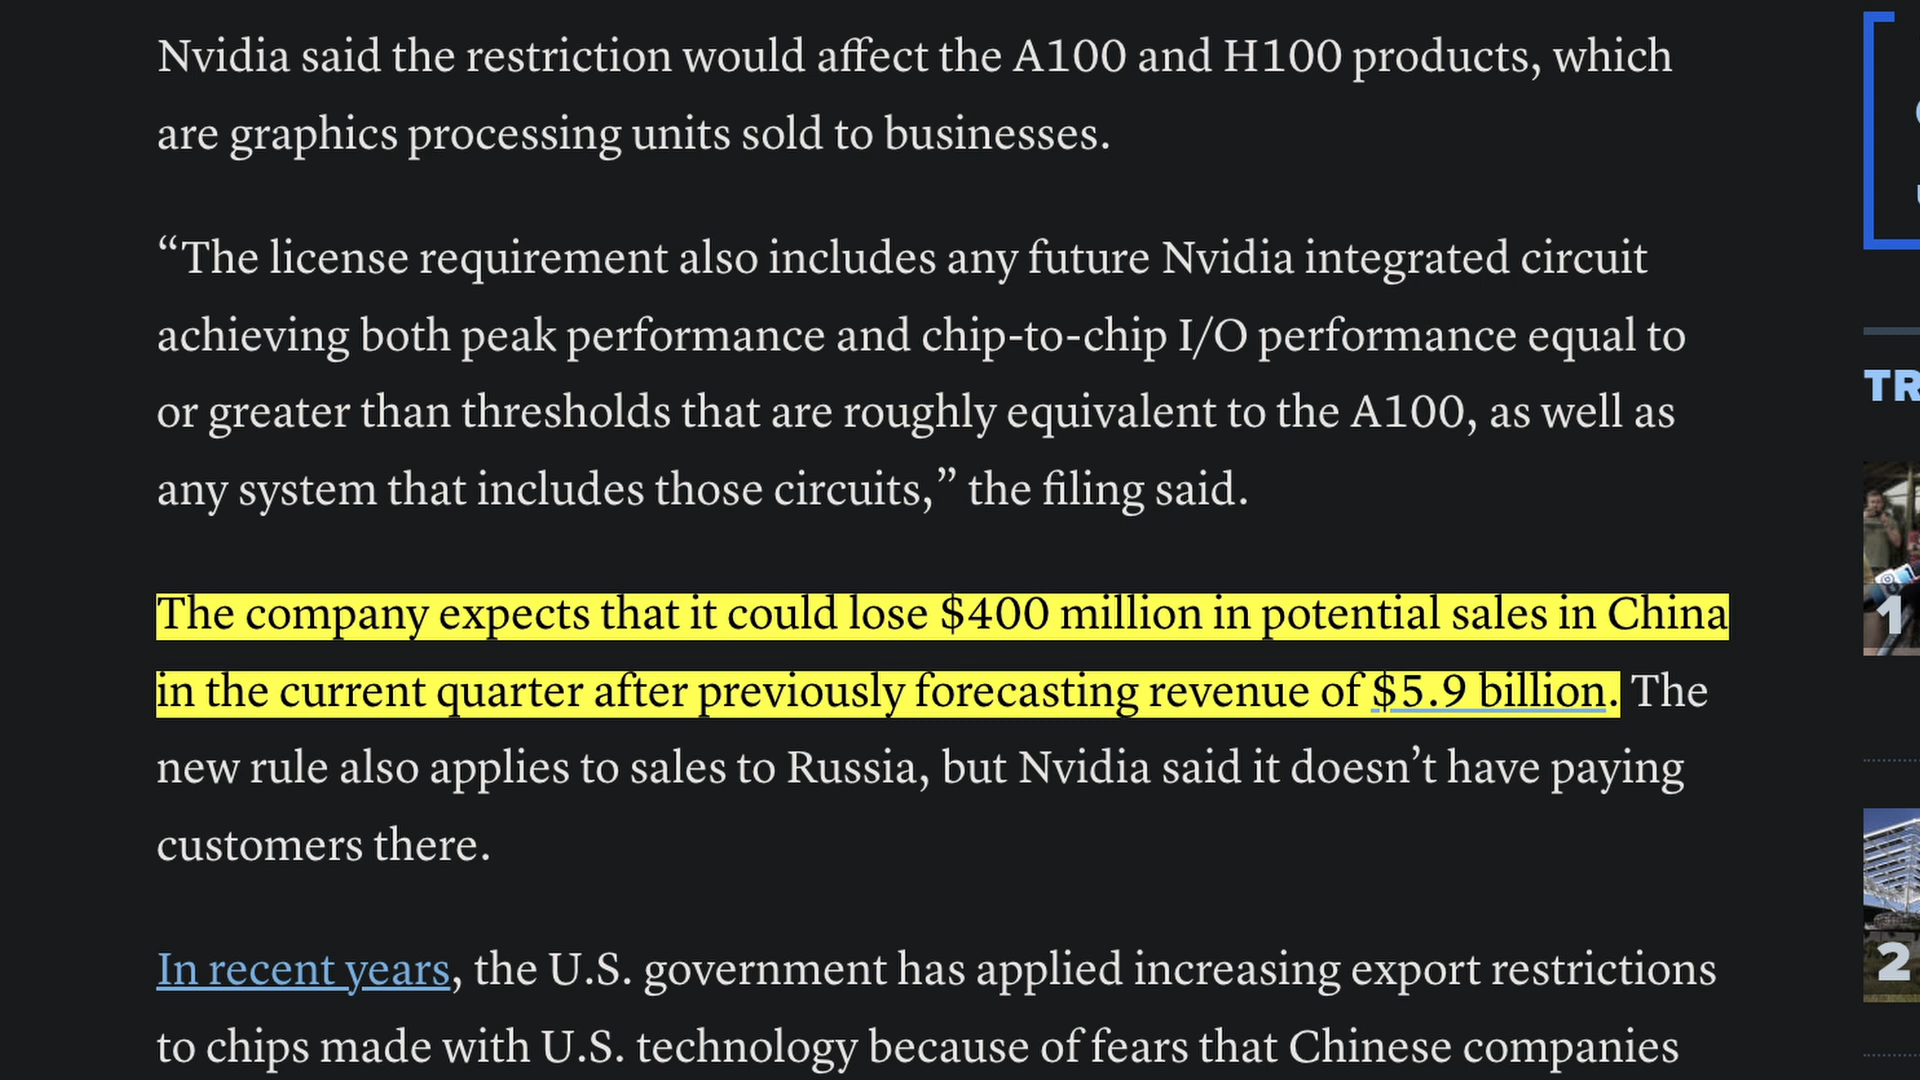 Nvidia said the restriction would affect the A100 and H100 products, which
are graphics processing units sold to businesses.
“The license requirement also includes any future Nvidia integrated circuit
achieving both peak performance and chip-to-chip I/O performance equal to
or greater than thresholds that are roughly equivalent to the A100, as well as
any system that includes those circuits,” the filing said.
The company expects that it could lose $400 million in potential sales in China
in the current quarter after previously forecasting revenue of $5.9 billion. The
new rule also applies to sales to Russia, but Nvidia said it doesn’t have paying
customers there.
In recent years, the U.S. government has applied increasing export restrictions
to chips made with U.S. technology because of fears that Chinese companies
TR
1
2